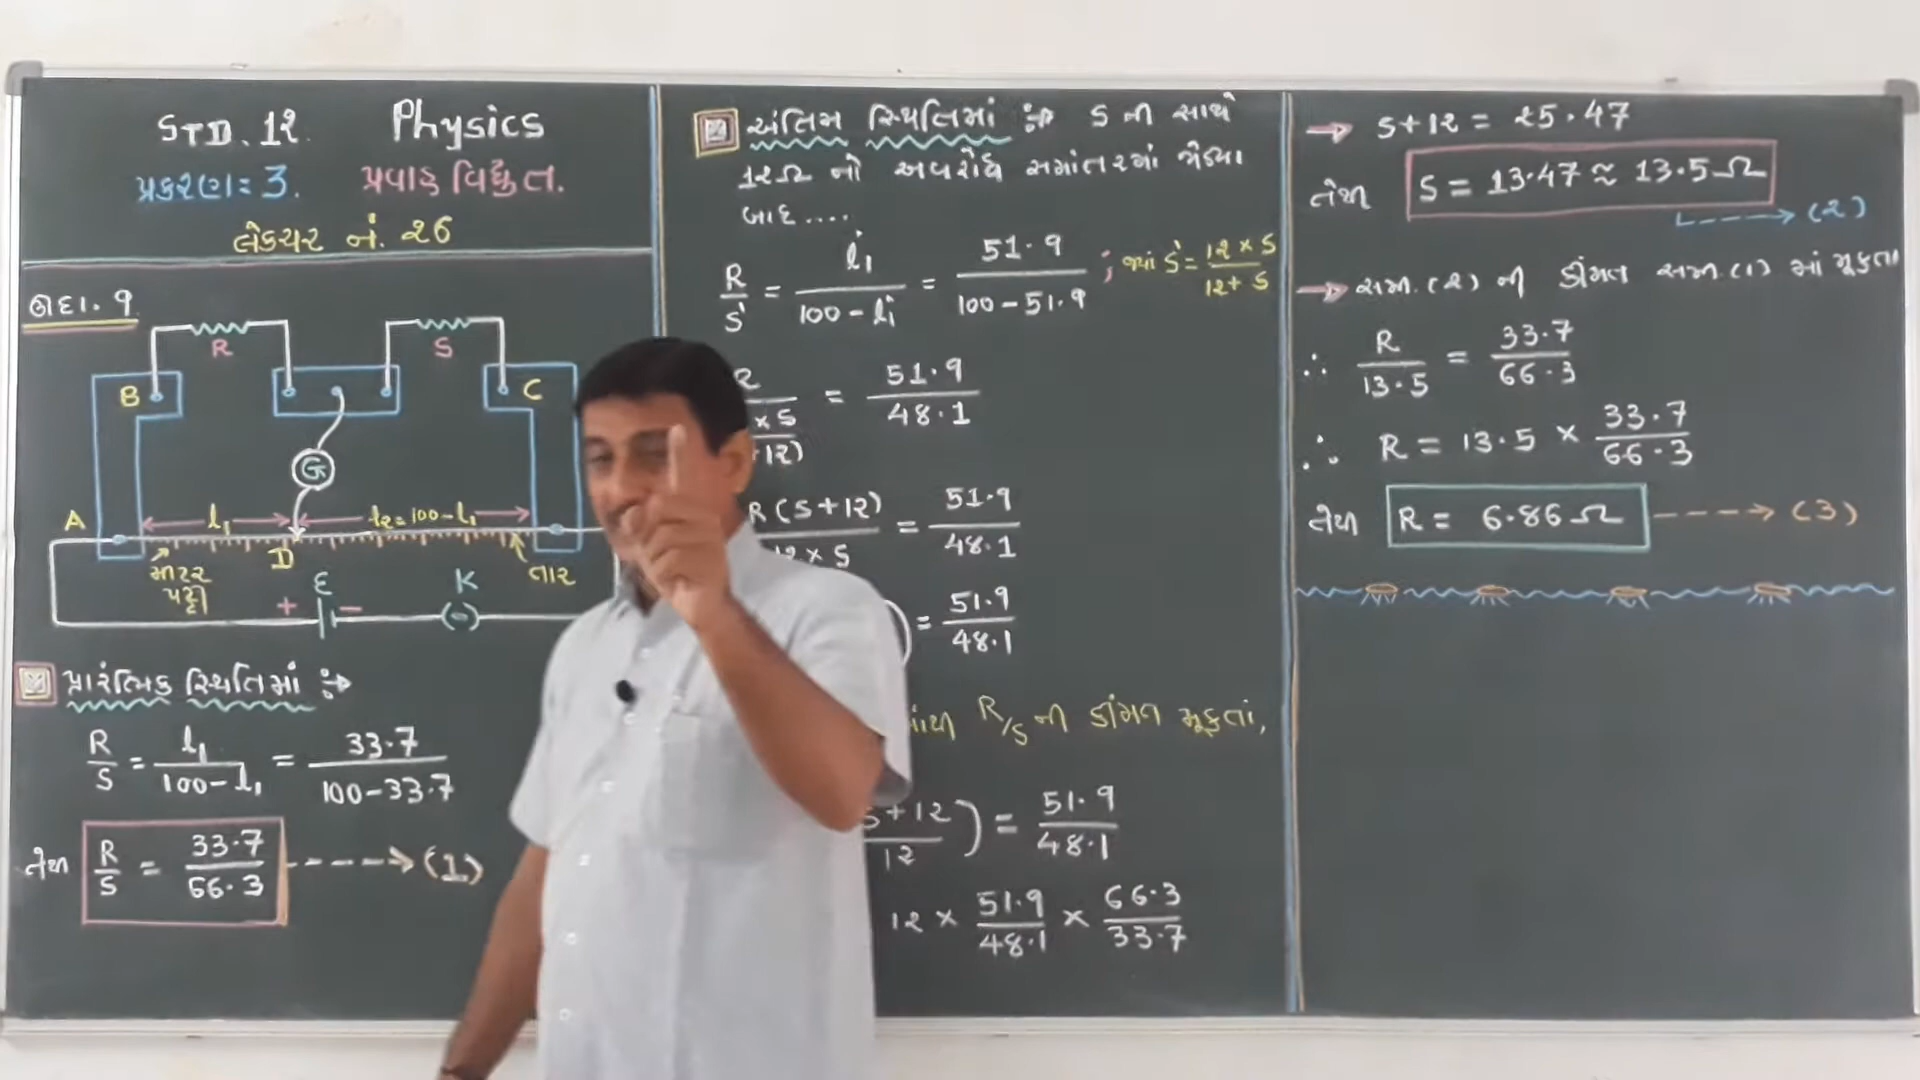 STD. 12. Physics
પ્રકરણ = 3. પ્રવાહ વિદ્યુત.
લેક્ચર નં. ૨૬
ઉદા. ૧
R S
B C
G
A l₁ l₂=100-l₁
D
મીટર પટ્ટી
તાર
+ E - K
પ્રારંભિક સ્થિતિમાં
R/S = l₁/100-l₁ = 33.7/100-33.7
તેથી R/S = 33.7/66.3 ----> (1)
અંતિમ સ્થિતિમાં S ની સાથે
12Ω નો અવરોધ સમાંતરમાં જોડ્યા
બાદ....
R/S' = l₁'/100-l₁' = 51.9/100-51.9 ; જ્યાં S' = 12×S/12+S
= 51.9/48.1
R(S+12)/12×S = 51.9/48.1
= 51.9/48.1
R/S ની કીંમત મૂકતાં,
S+12/12) = 51.9/48.1
12 × 51.9/48.1 × 66.3/33.7
→ S+12 = 25.47
તેથી S = 13.47 ≈ 13.5Ω
----> (2)
→ સમી.(2) ની કીંમત સમી.(1) માં મૂકતાં
∴ R/13.5 = 33.7/66.3
∴ R = 13.5 × 33.7/66.3
તેથી R = 6.86Ω ----> (3)